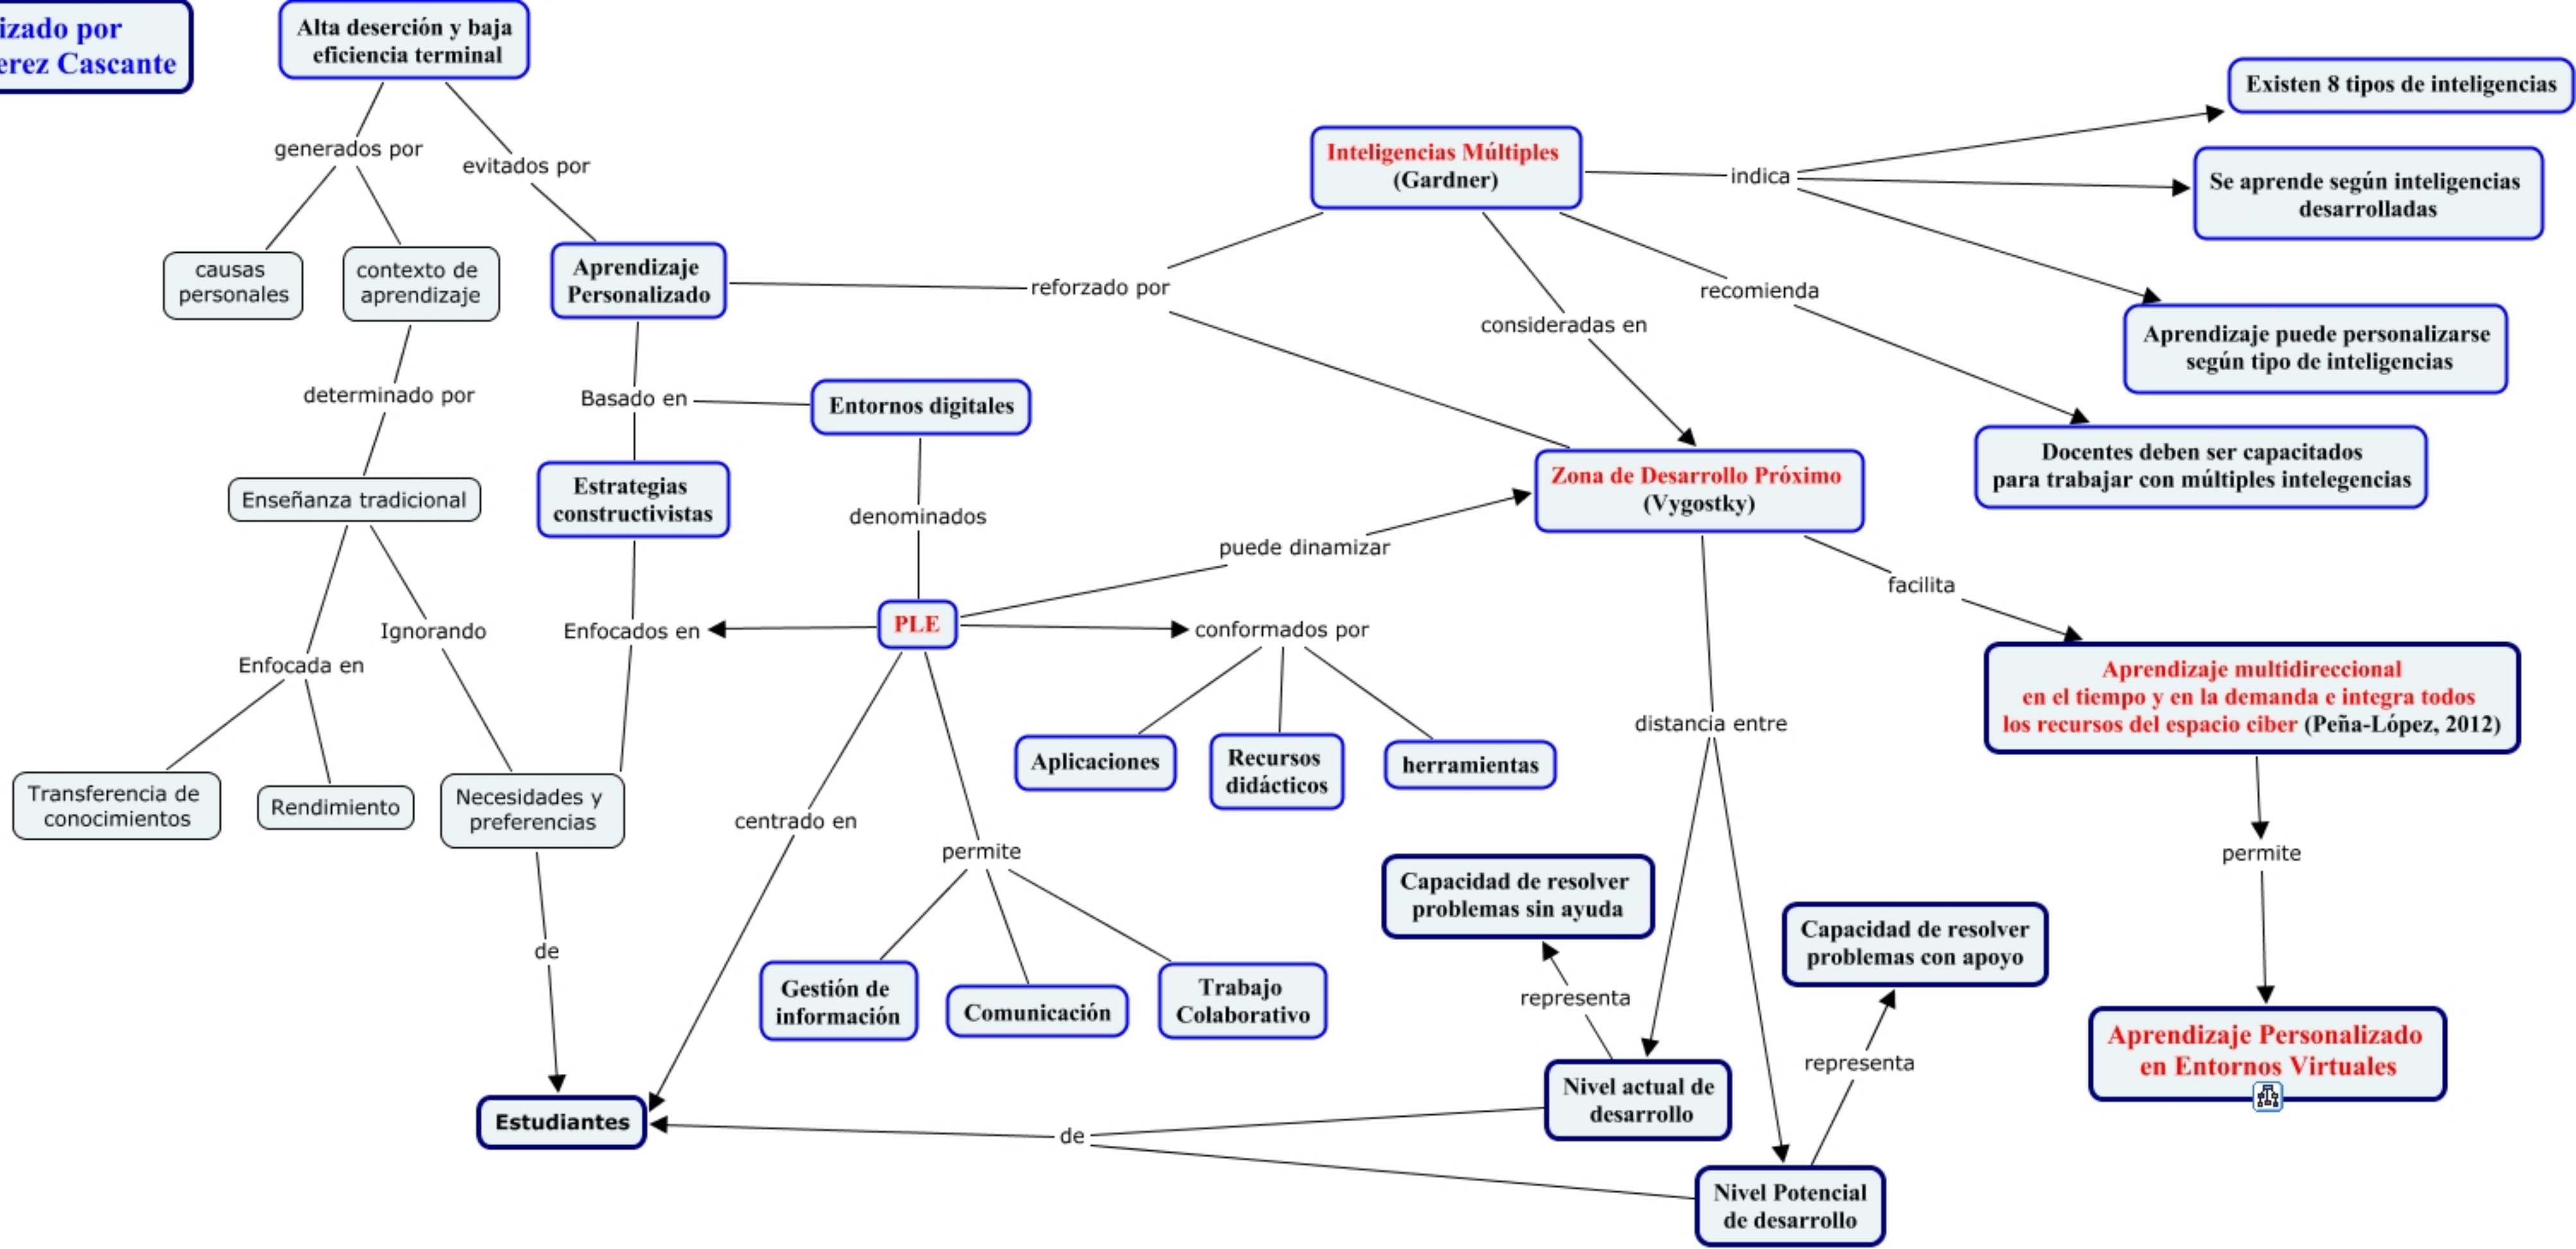 izado por
erez Cascante
Alta deserción y baja
eficiencia terminal
generados por
evitados por
causas
personales
contexto de
aprendizaje
Aprendizaje
Personalizado
reforzado por
Inteligencias Múltiples
(Gardner)
indica
Existen 8 tipos de inteligencias
Se aprende según inteligencias
desarrolladas
Aprendizaje puede personalizarse
según tipo de inteligencias
recomienda
consideradas en
Docentes deben ser capacitados
para trabajar con múltiples intelegencias
determinado por
Basado en
Entornos digitales
Enseñanza tradicional
Estrategias
constructivistas
denominados
Zona de Desarrollo Próximo
(Vygostky)
puede dinamizar
facilita
Ignorando
Enfocados en
PLE
conformados por
Enfocada en
Aprendizaje multidireccional
en el tiempo y en la demanda e integra todos
los recursos del espacio ciber (Peña-López, 2012)
distancia entre
Aplicaciones
Recursos
didácticos
herramientas
Transferencia de
conocimientos
Rendimiento
Necesidades y
preferencias
centrado en
permite
permite
Capacidad de resolver
problemas sin ayuda
Capacidad de resolver
problemas con apoyo
de
Gestión de
información
Comunicación
Trabajo
Colaborativo
representa
representa
Aprendizaje Personalizado
en Entornos Virtuales
Nivel actual de
desarrollo
Estudiantes
de
Nivel Potencial
de desarrollo